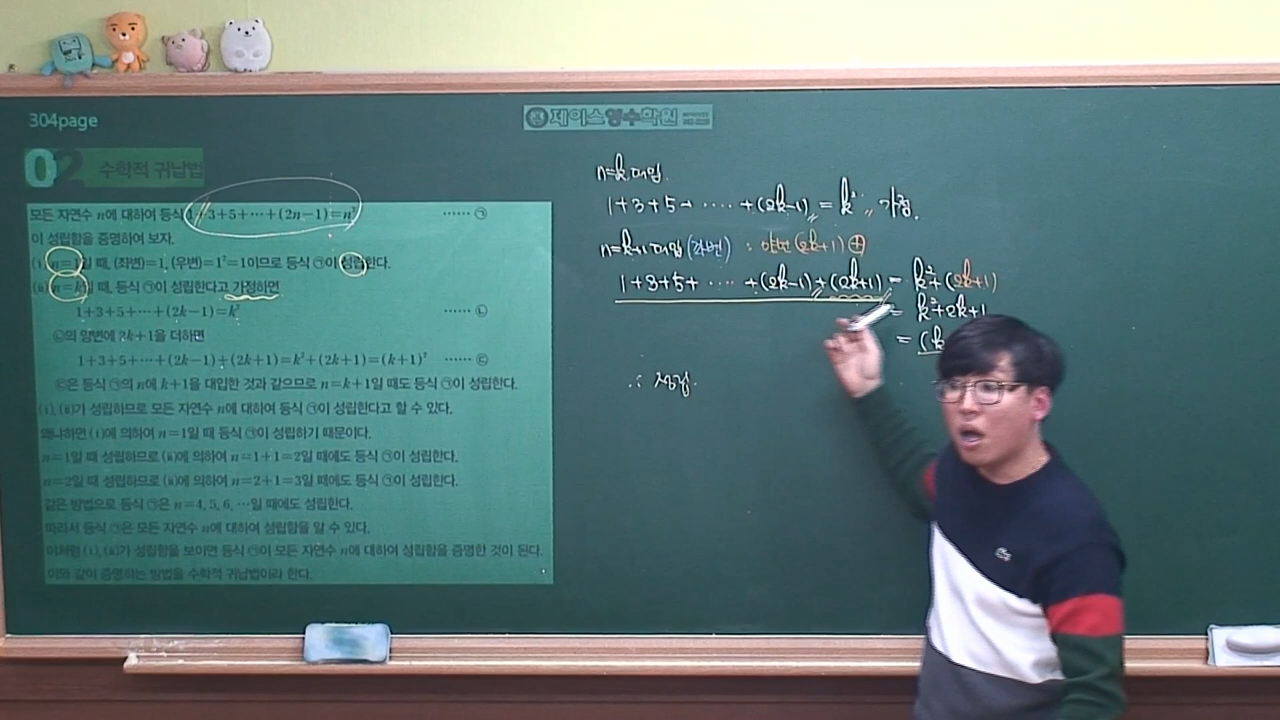 304page
제이스영수학원
02 수학적 귀납법
모든 자연수 n에 대하여 등식 1+3+5+⋯+(2n−1)=n² ⋯⋯ ㉠
이 성립함을 증명하여 보자.
(i) n=1일 때, (좌변)=1, (우변)=1²=1이므로 등식 ㉠이 성립한다.
(ii) n=k일 때, 등식 ㉠이 성립한다고 가정하면
1+3+5+⋯+(2k−1)=k² ⋯⋯ ㉡
㉡의 양변에 2k+1을 더하면
1+3+5+⋯+(2k−1)+(2k+1)=k²+(2k+1)=(k+1)² ⋯⋯ ㉢
㉢은 등식 ㉠의 n에 k+1을 대입한 것과 같으므로 n=k+1일 때도 등식 ㉠이 성립한다.
(i), (ii)가 성립하므로 모든 자연수 n에 대하여 등식 ㉠이 성립한다고 할 수 있다.
왜냐하면 (i)에 의하여 n=1일 때 등식 ㉠이 성립하기 때문이다.
n=1일 때 성립하므로 (ii)에 의하여 n=1+1=2일 때에도 등식 ㉠이 성립한다.
n=2일 때 성립하므로 (ii)에 의하여 n=2+1=3일 때에도 등식 ㉠이 성립한다.
같은 방법으로 등식 ㉠은 n=4, 5, 6, ⋯일 때에도 성립한다.
따라서 등식 ㉠은 모든 자연수 n에 대하여 성립함을 알 수 있다.
이처럼 (i), (ii)가 성립함을 보이면 등식 ㉠이 모든 자연수 n에 대하여 성립함을 증명한 것이 된다.
이와 같이 증명하는 방법을 수학적 귀납법이라 한다.
n=k 대입.
1+3+5+⋯⋯+(2k−1)=k² 가정.
n=k+1 대입(좌변) : 양변 (2k+1) ⊕
1+3+5+⋯⋯+(2k−1)+(2k+1)=k²+(2k+1)
=k²+2k+1
=(k
∴ 성립.